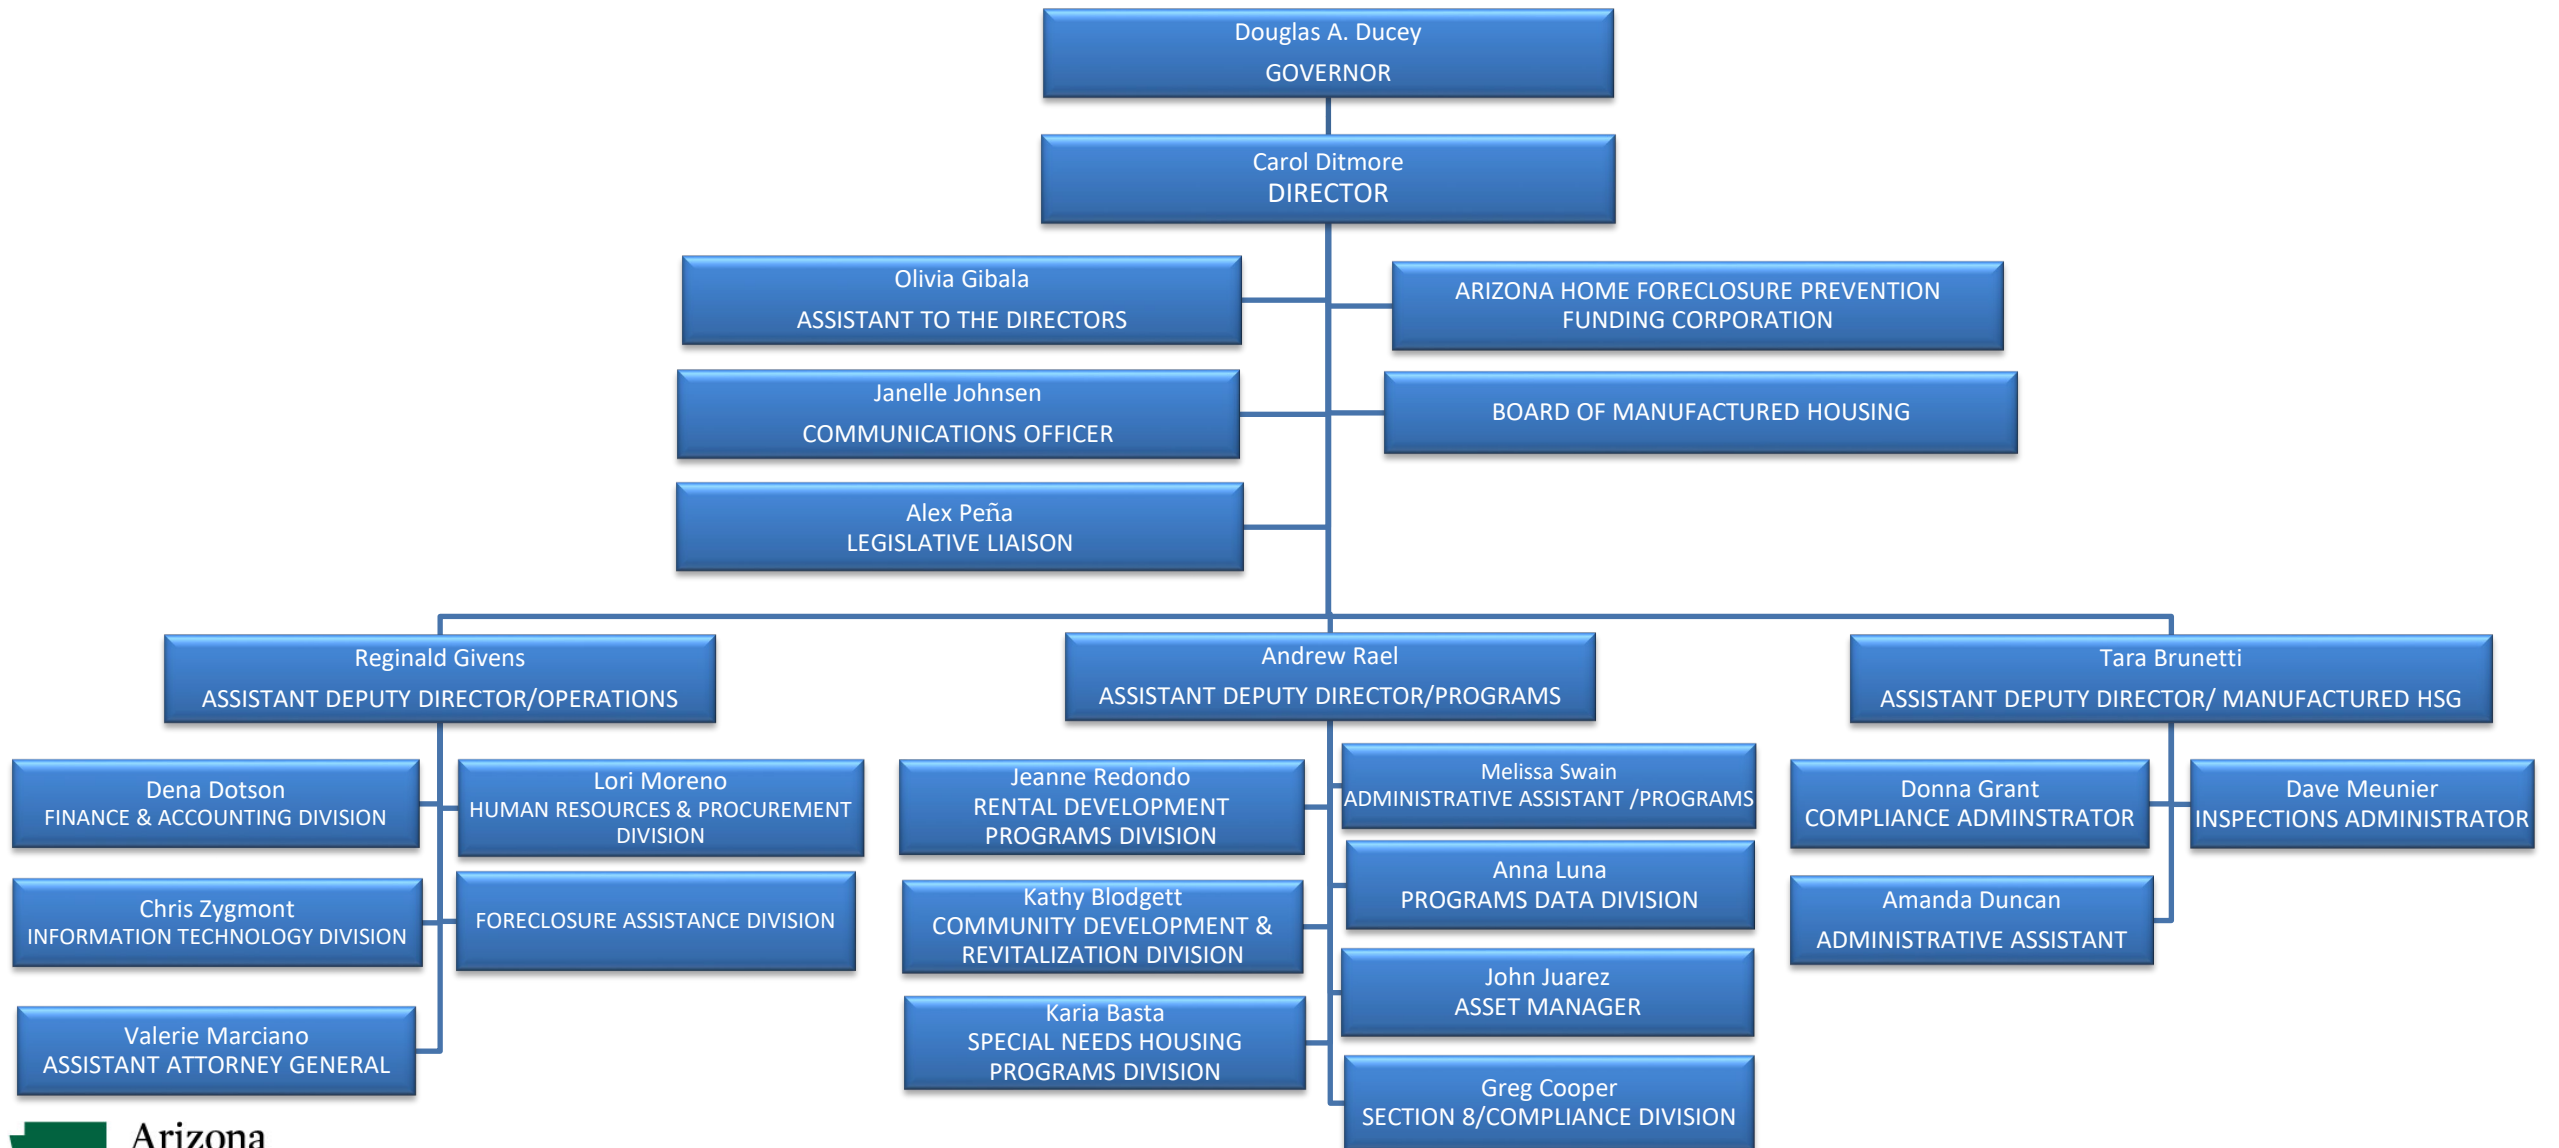 Douglas A. Ducey
GOVERNOR
Carol Ditmore
DIRECTOR
Olivia Gibala
ASSISTANT TO THE DIRECTORS
ARIZONA HOME FORECLOSURE PREVENTION
FUNDING CORPORATION
Janelle Johnsen
COMMUNICATIONS OFFICER
BOARD OF MANUFACTURED HOUSING
Alex Peña
LEGISLATIVE LIAISON
Reginald Givens
ASSISTANT DEPUTY DIRECTOR/OPERATIONS
Dena Dotson
FINANCE & ACCOUNTING DIVISION
Lori Moreno
HUMAN RESOURCES & PROCUREMENT
DIVISION
Chris Zygmont
INFORMATION TECHNOLOGY DIVISION
FORECLOSURE ASSISTANCE DIVISION
Valerie Marciano
ASSISTANT ATTORNEY GENERAL
Andrew Rael
ASSISTANT DEPUTY DIRECTOR/PROGRAMS
Jeanne Redondo
RENTAL DEVELOPMENT
PROGRAMS DIVISION
Melissa Swain
ADMINISTRATIVE ASSISTANT /PROGRAMS
Kathy Blodgett
COMMUNITY DEVELOPMENT &
REVITALIZATION DIVISION
Anna Luna
PROGRAMS DATA DIVISION
Karia Basta
SPECIAL NEEDS HOUSING
PROGRAMS DIVISION
John Juarez
ASSET MANAGER
Greg Cooper
SECTION 8/COMPLIANCE DIVISION
Tara Brunetti
ASSISTANT DEPUTY DIRECTOR/ MANUFACTURED HSG
Donna Grant
COMPLIANCE ADMINSTRATOR
Dave Meunier
INSPECTIONS ADMINISTRATOR
Amanda Duncan
ADMINISTRATIVE ASSISTANT
Arizona